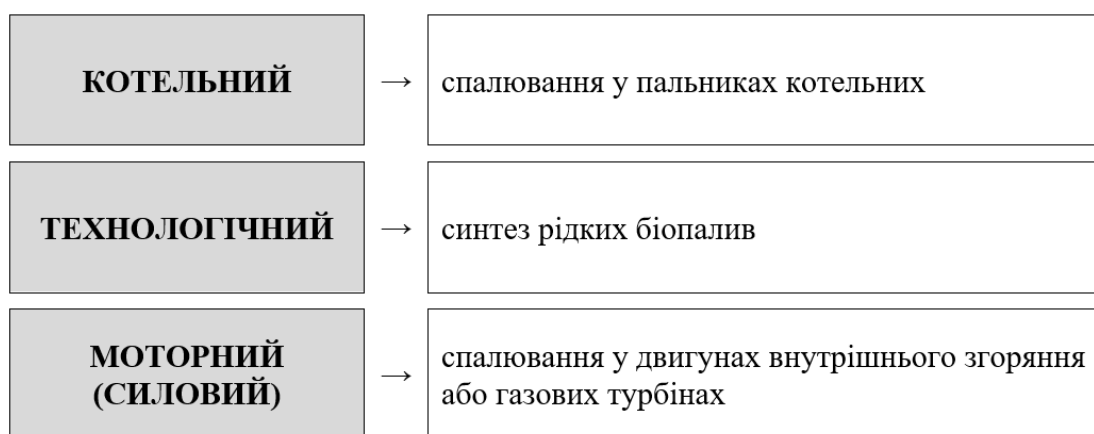 КОТЕЛЬНИЙ → спалювання у пальниках котельних
ТЕХНОЛОГІЧНИЙ → синтез рідких біопалив
МОТОРНИЙ
(СИЛОВИЙ) → спалювання у двигунах внутрішнього згоряння
або газових турбінах